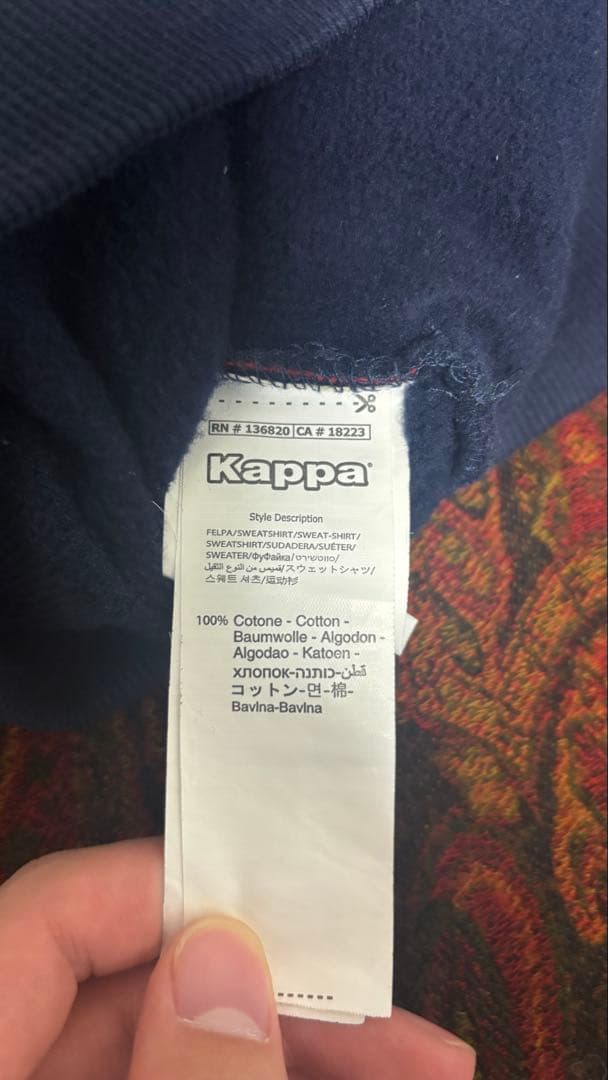 RN # 136820 CA # 18223
Kappa
Style Description
FELPA/SWEATSHIRT/SWEAT-SHIRT/
SWEATSHIRT/SUDADERA/SUÉTER/
SWEATER/ФуФайка/סווטשירט/
قميص من النوع الثقيل/スウェットシャツ/
스웨트 셔츠/运动衫
100% Cotone - Cotton -
Baumwolle - Algodon -
Algodao - Katoen -
хлопок-כותנה-قطن-
コットン-면-棉-
Bavlna-Bavlna